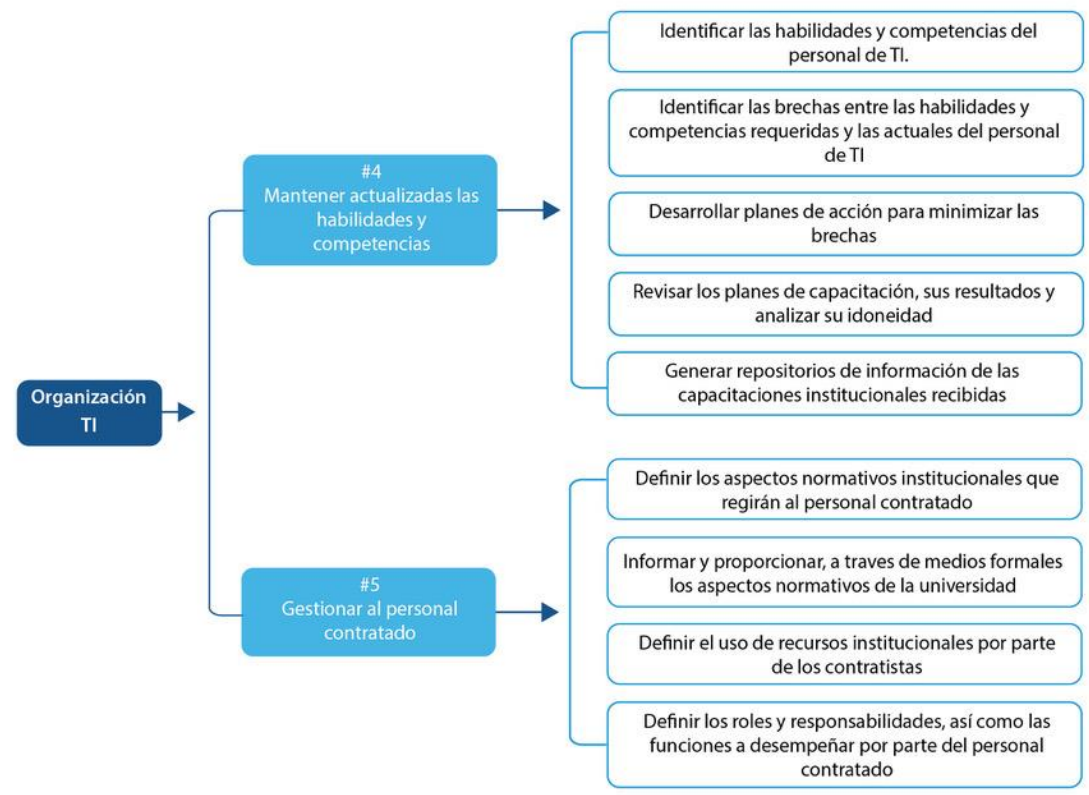 Organización
TI
#4
Mantener actualizadas las
habilidades y
competencias
Identificar las habilidades y competencias del
personal de TI.
Identificar las brechas entre las habilidades y
competencias requeridas y las actuales del personal
de TI
Desarrollar planes de acción para minimizar las
brechas
Revisar los planes de capacitación, sus resultados y
analizar su idoneidad
Generar repositorios de información de las
capacitaciones institucionales recibidas
#5
Gestionar al personal
contratado
Definir los aspectos normativos institucionales que
regirán al personal contratado
Informar y proporcionar, a traves de medios formales
los aspectos normativos de la universidad
Definir el uso de recursos institucionales por parte
de los contratistas
Definir los roles y responsabilidades, así como las
funciones a desempeñar por parte del personal
contratado